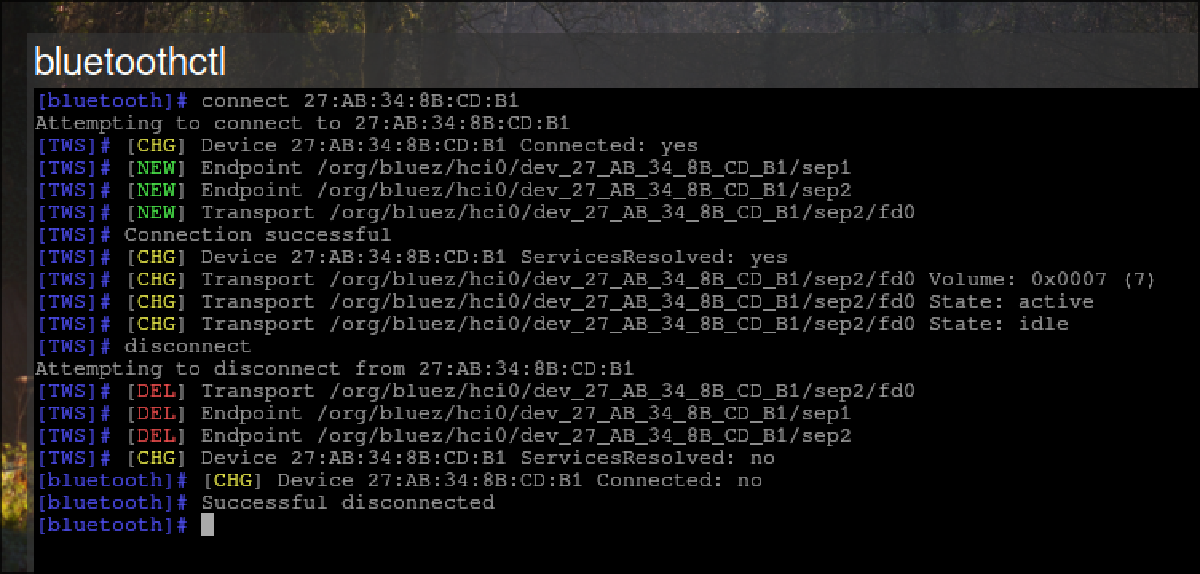 bluetoothctl
[bluetooth]# connect 27:AB:34:8B:CD:B1
Attempting to connect to 27:AB:34:8B:CD:B1
[TWS]# [CHG] Device 27:AB:34:8B:CD:B1 Connected: yes
[TWS]# [NEW] Endpoint /org/bluez/hci0/dev_27_AB_34_8B_CD_B1/sep1
[TWS]# [NEW] Endpoint /org/bluez/hci0/dev_27_AB_34_8B_CD_B1/sep2
[TWS]# [NEW] Transport /org/bluez/hci0/dev_27_AB_34_8B_CD_B1/sep2/fd0
[TWS]# Connection successful
[TWS]# [CHG] Device 27:AB:34:8B:CD:B1 ServicesResolved: yes
[TWS]# [CHG] Transport /org/bluez/hci0/dev_27_AB_34_8B_CD_B1/sep2/fd0 Volume: 0x0007 (7)
[TWS]# [CHG] Transport /org/bluez/hci0/dev_27_AB_34_8B_CD_B1/sep2/fd0 State: active
[TWS]# [CHG] Transport /org/bluez/hci0/dev_27_AB_34_8B_CD_B1/sep2/fd0 State: idle
[TWS]# disconnect
Attempting to disconnect from 27:AB:34:8B:CD:B1
[TWS]# [DEL] Transport /org/bluez/hci0/dev_27_AB_34_8B_CD_B1/sep2/fd0
[TWS]# [DEL] Endpoint /org/bluez/hci0/dev_27_AB_34_8B_CD_B1/sep1
[TWS]# [DEL] Endpoint /org/bluez/hci0/dev_27_AB_34_8B_CD_B1/sep2
[TWS]# [CHG] Device 27:AB:34:8B:CD:B1 ServicesResolved: no
[bluetooth]# [CHG] Device 27:AB:34:8B:CD:B1 Connected: no
[bluetooth]# Successful disconnected
[bluetooth]#